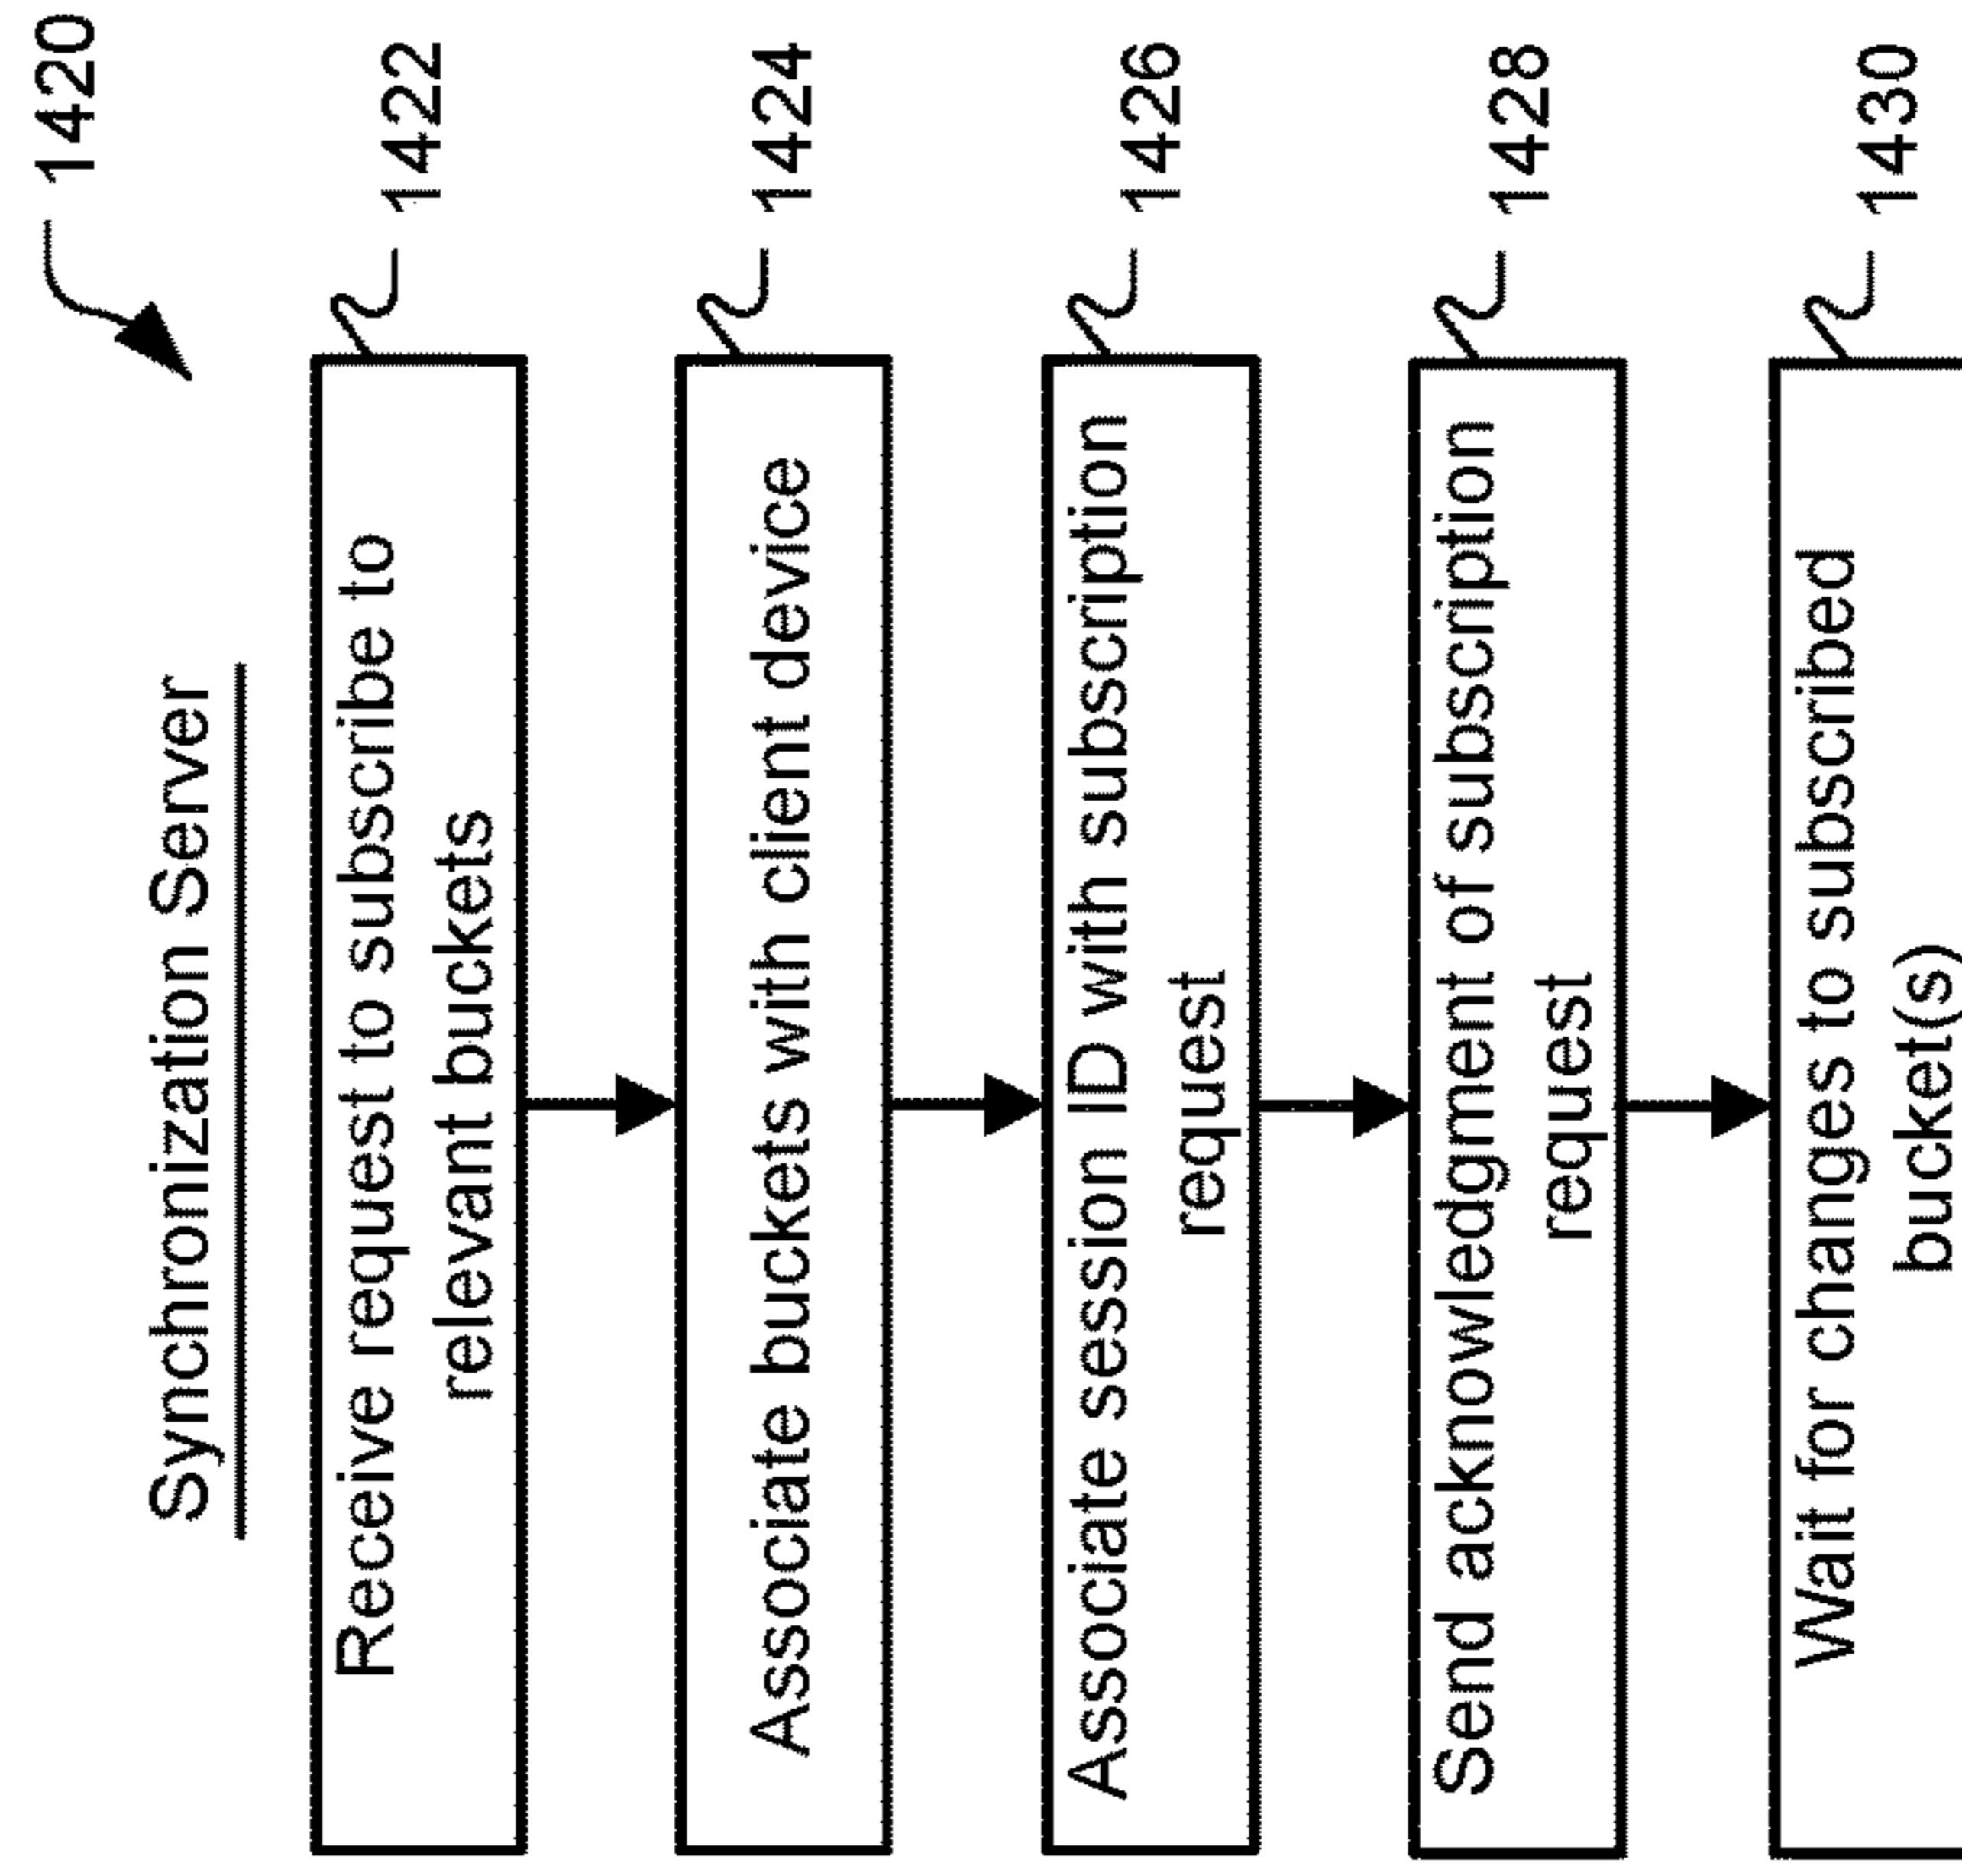 1420
Synchronization Server
Receive request to subscribe to
relevant buckets
1422
Associate buckets with client device
1424
Associate session ID with subscription
request
1426
Send acknowledgment of subscription
request
1428
Wait for changes to subscribed
bucket(s)
1430